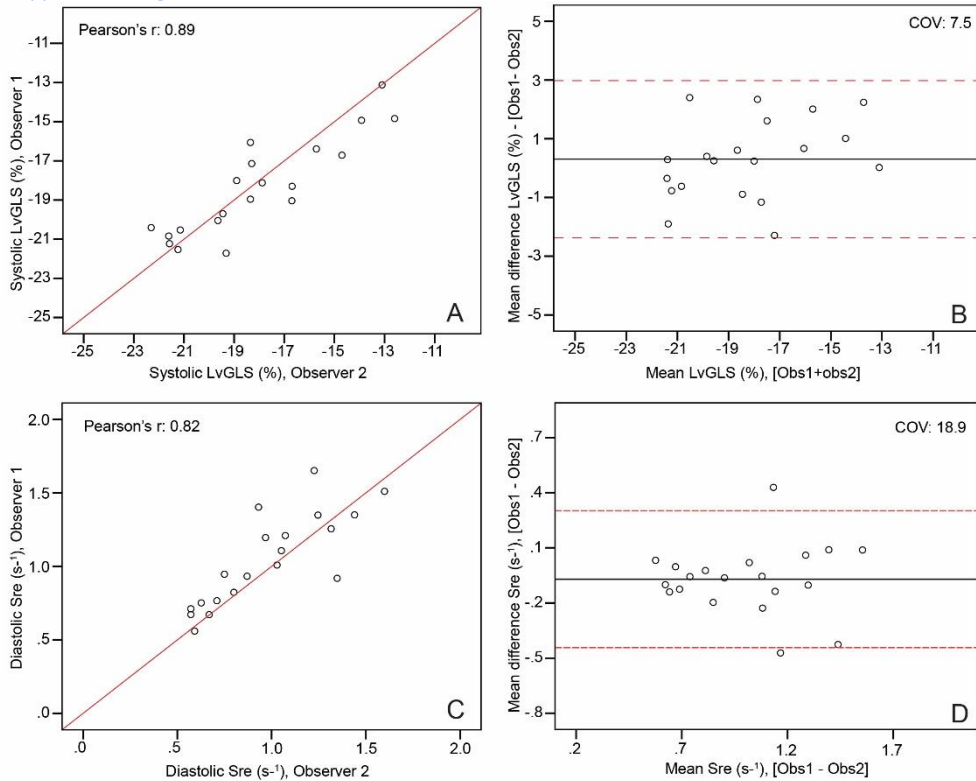 Pearson's r: 0.89
Systolic LvGLS (%), Observer 1
-11
-13
-15
-17
-19
-21
-23
-25
-25 -23 -21 -19 -17 -15 -13 -11
Systolic LvGLS (%), Observer 2
A
COV: 7.5
Mean difference LvGLS (%) - [Obs1- Obs2]
5
3
1
-1
-3
-5
-25 -23 -21 -19 -17 -15 -13 -11
Mean LvGLS (%), [Obs1+obs2]
B
Pearson's r: 0.82
Diastolic Sre (s-¹), Observer 1
2.0
1.5
1.0
.5
.0
.0 .5 1.0 1.5 2.0
Diastolic Sre (s-¹), Observer 2
C
COV: 18.9
Mean difference Sre (s-¹), [Obs1 - Obs2]
.7
.4
.1
-.2
-.5
-.8
.2 .7 1.2 1.7
Mean Sre (s-¹), [Obs1 - Obs2]
D